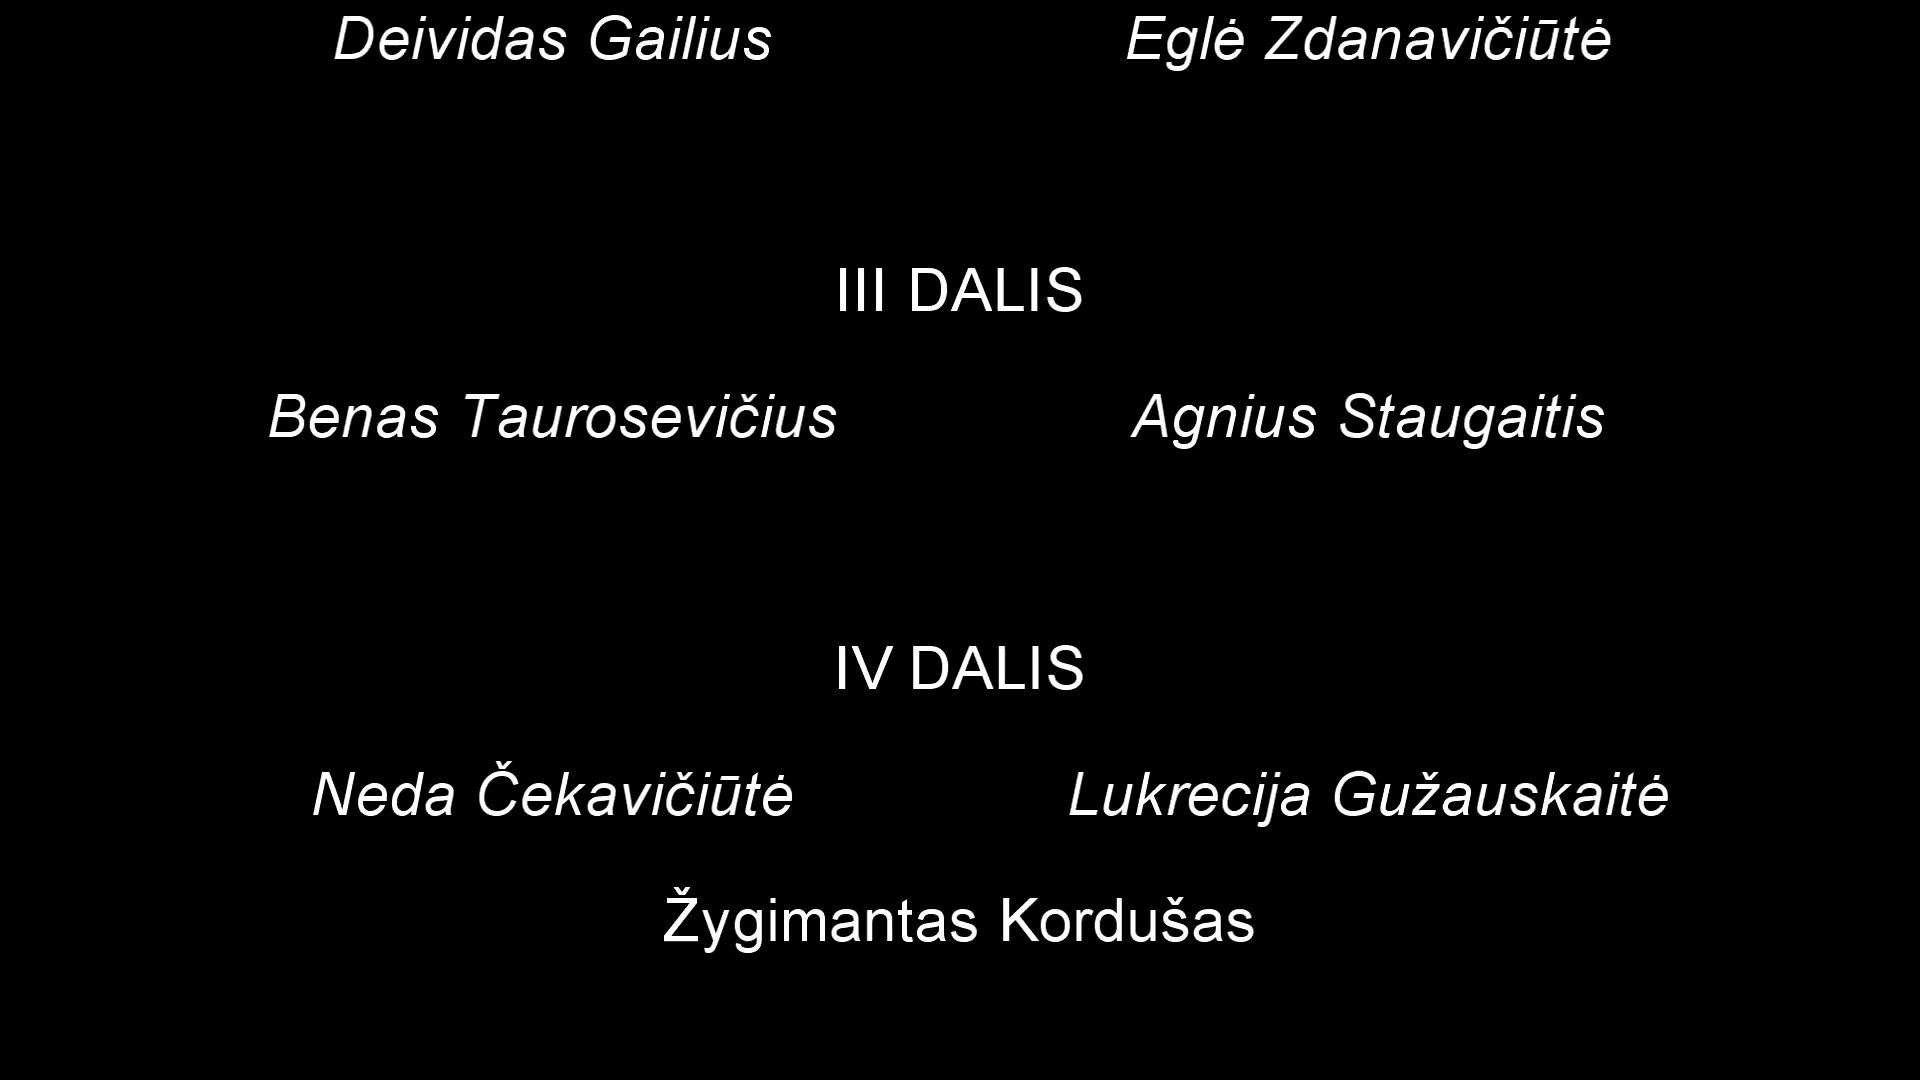 Deividas Gailius Eglė Zdanavičiūtė
III DALIS
Benas Taurosevičius Agnius Staugaitis
IV DALIS
Neda Čekavičiūtė Lukrecija Gužauskaitė
Žygimantas Kordušas